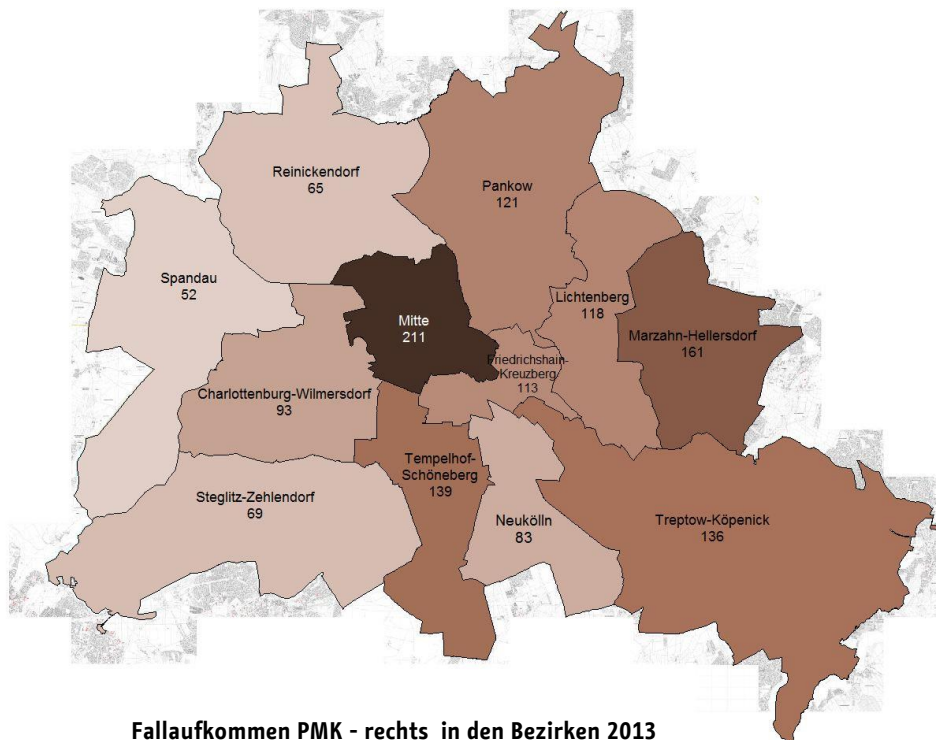 Reinickendorf
65
Pankow
121
Spandau
52
Lichtenberg
118
Mitte
211
Marzahn-Hellersdorf
161
Friedrichshain-
Kreuzberg
113
Charlottenburg-Wilmersdorf
93
Tempelhof-
Schöneberg
139
Steglitz-Zehlendorf
69
Neukölln
83
Treptow-Köpenick
136
Fallaufkommen PMK - rechts in den Bezirken 2013